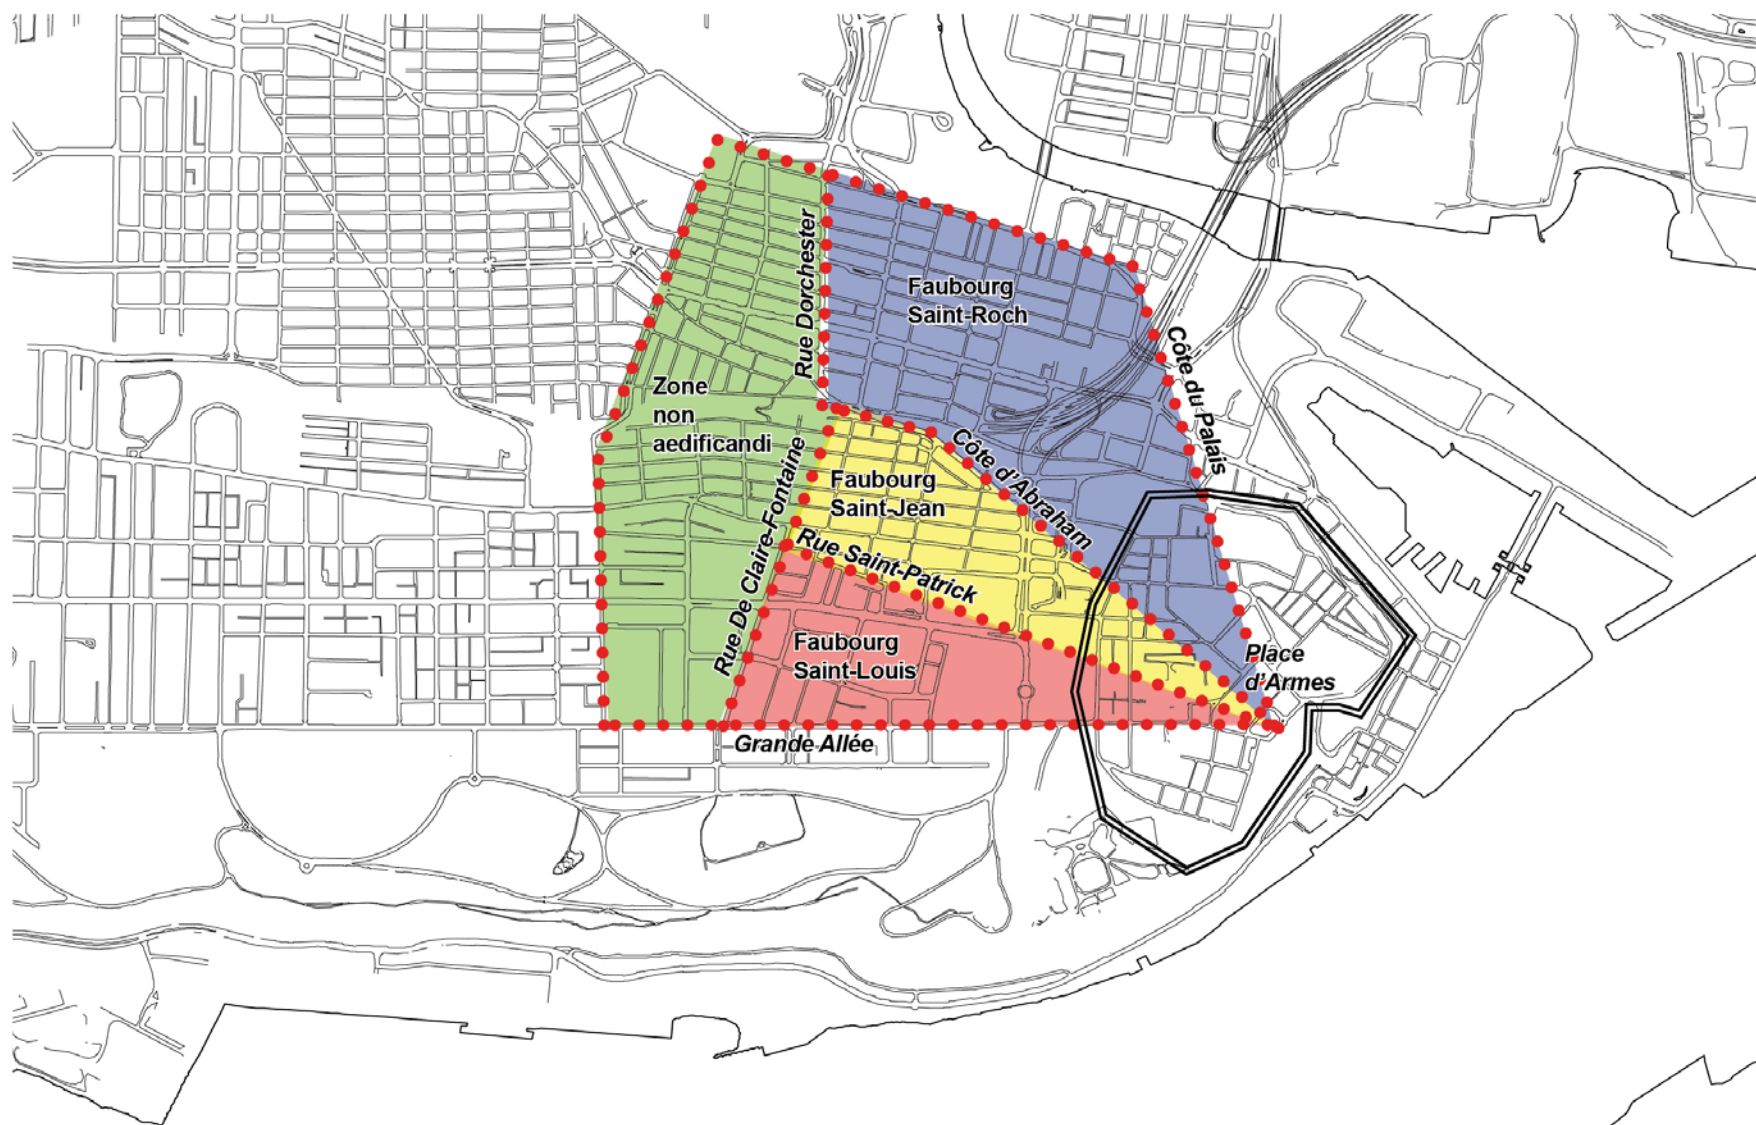 Rue Dorchester
Faubourg
Saint-Roch
Côte du Palais
Zone
non
aedificandi
Côte d'Abraham
Rue De Claire-Fontaine
Faubourg
Saint-Jean
Rue Saint-Patrick
Faubourg
Saint-Louis
Place
d'Armes
Grande Allée